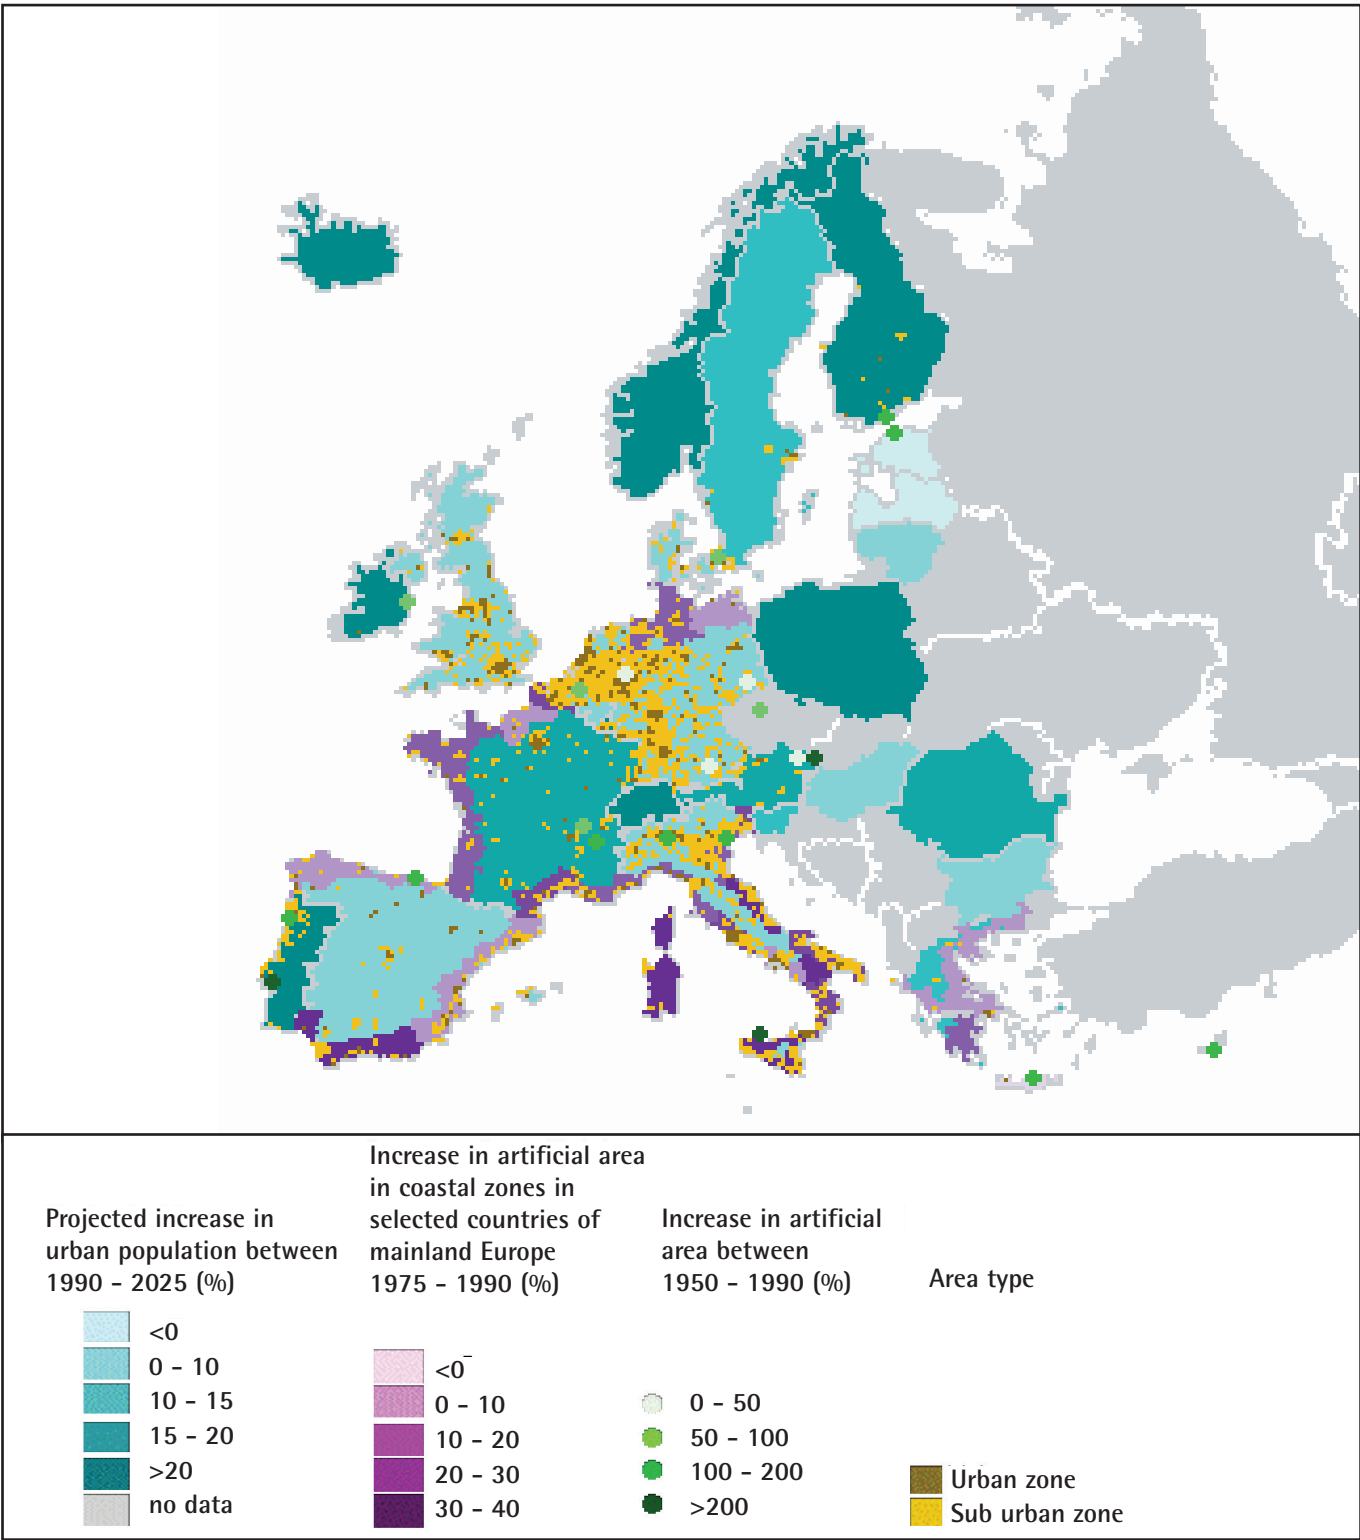 Projected increase in
urban population between
1990 - 2025 (%)
<0
0 - 10
10 - 15
15 - 20
>20
no data
Increase in artificial area
in coastal zones in
selected countries of
mainland Europe
1975 - 1990 (%)
<0¯
0 - 10
10 - 20
20 - 30
30 - 40
Increase in artificial
area between
1950 - 1990 (%)
0 - 50
50 - 100
100 - 200
>200
Area type
Urban zone
Sub urban zone